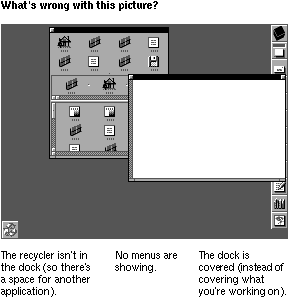 What's wrong with this picture?
The recycler isn't in
the dock (so there's
a space for another
application).
No menus are
showing.
The dock is
covered (instead of
covering what
you're working on).